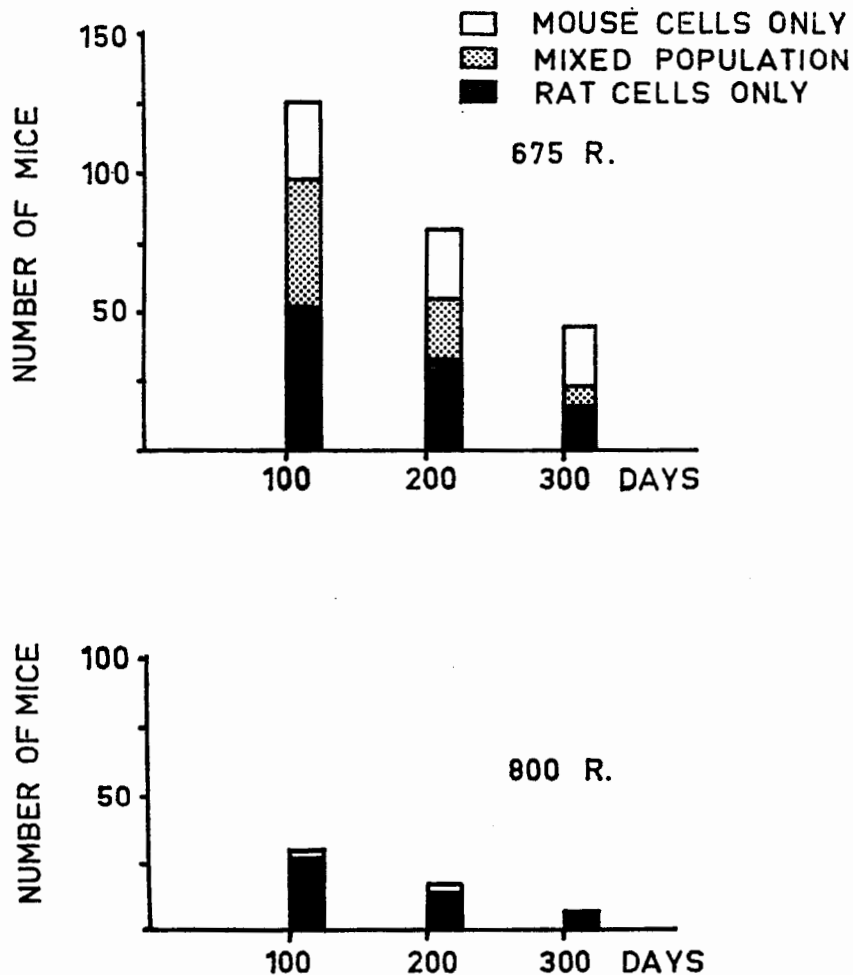 MOUSE CELLS ONLY
MIXED POPULATION
RAT CELLS ONLY
675 R.
NUMBER OF MICE
150
100
50
100 200 300 DAYS
800 R.
NUMBER OF MICE
100
50
100 200 300 DAYS